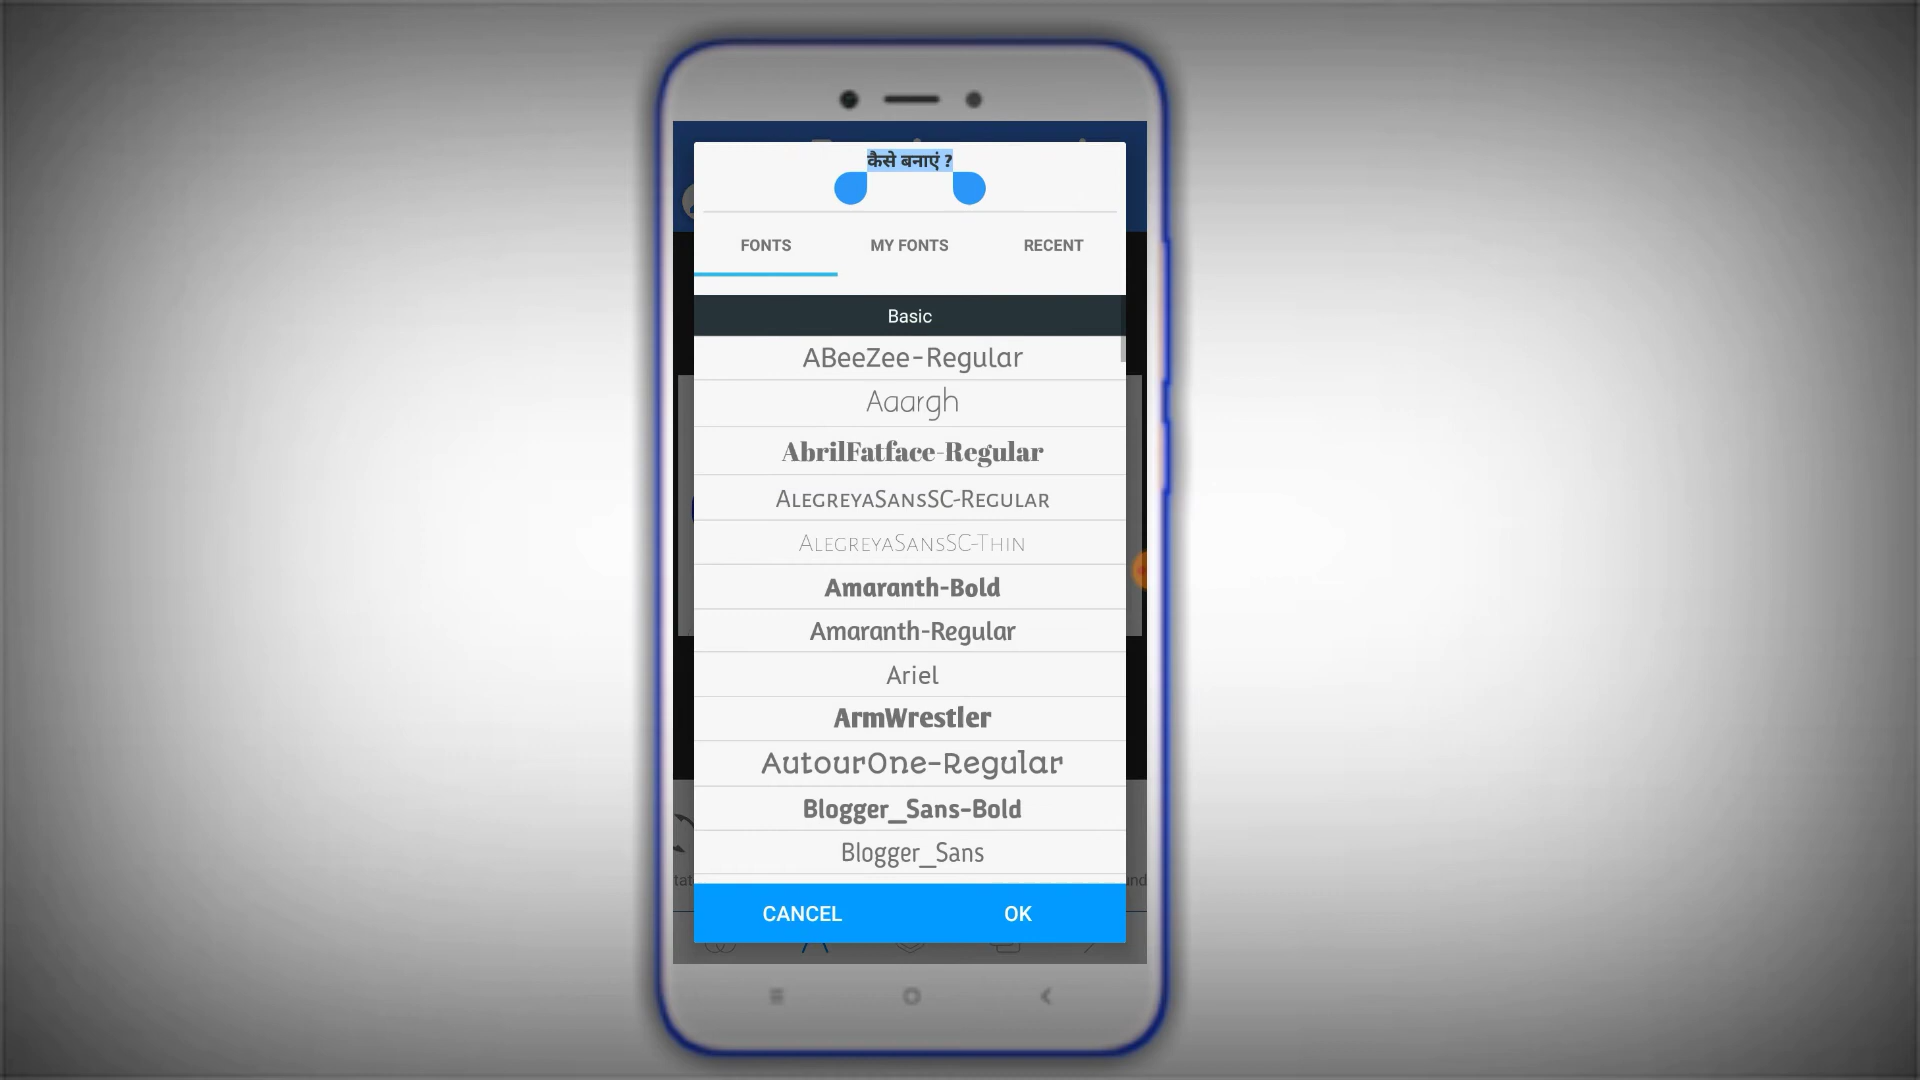 कैसे बनाएं ?
FONTS
MY FONTS
RECENT
Basic
ABeeZee-Regular
Aaargh
AbrilFatface-Regular
AlegreyaSansSC-Regular
AlegreyaSansSC-Thin
Amaranth-Bold
Amaranth-Regular
Ariel
ArmWrestler
AutourOne-Regular
Blogger_Sans-Bold
Blogger_Sans
CANCEL
OK